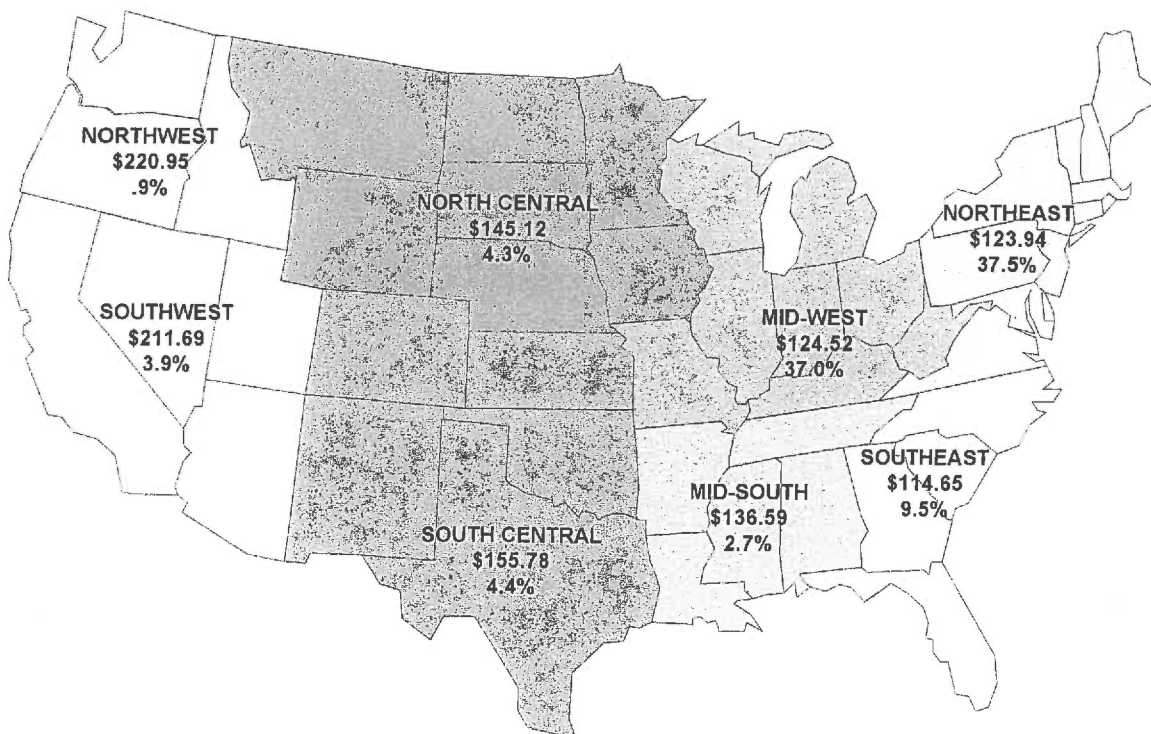 NORTHWEST
$220.95
.9%
NORTH CENTRAL
$145.12
4.3%
NORTHEAST
$123.94
37.5%
SOUTHWEST
$211.69
3.9%
MID-WEST
$124.52
37.0%
SOUTHEAST
$114.65
9.5%
MID-SOUTH
$136.59
2.7%
SOUTH CENTRAL
$155.78
4.4%